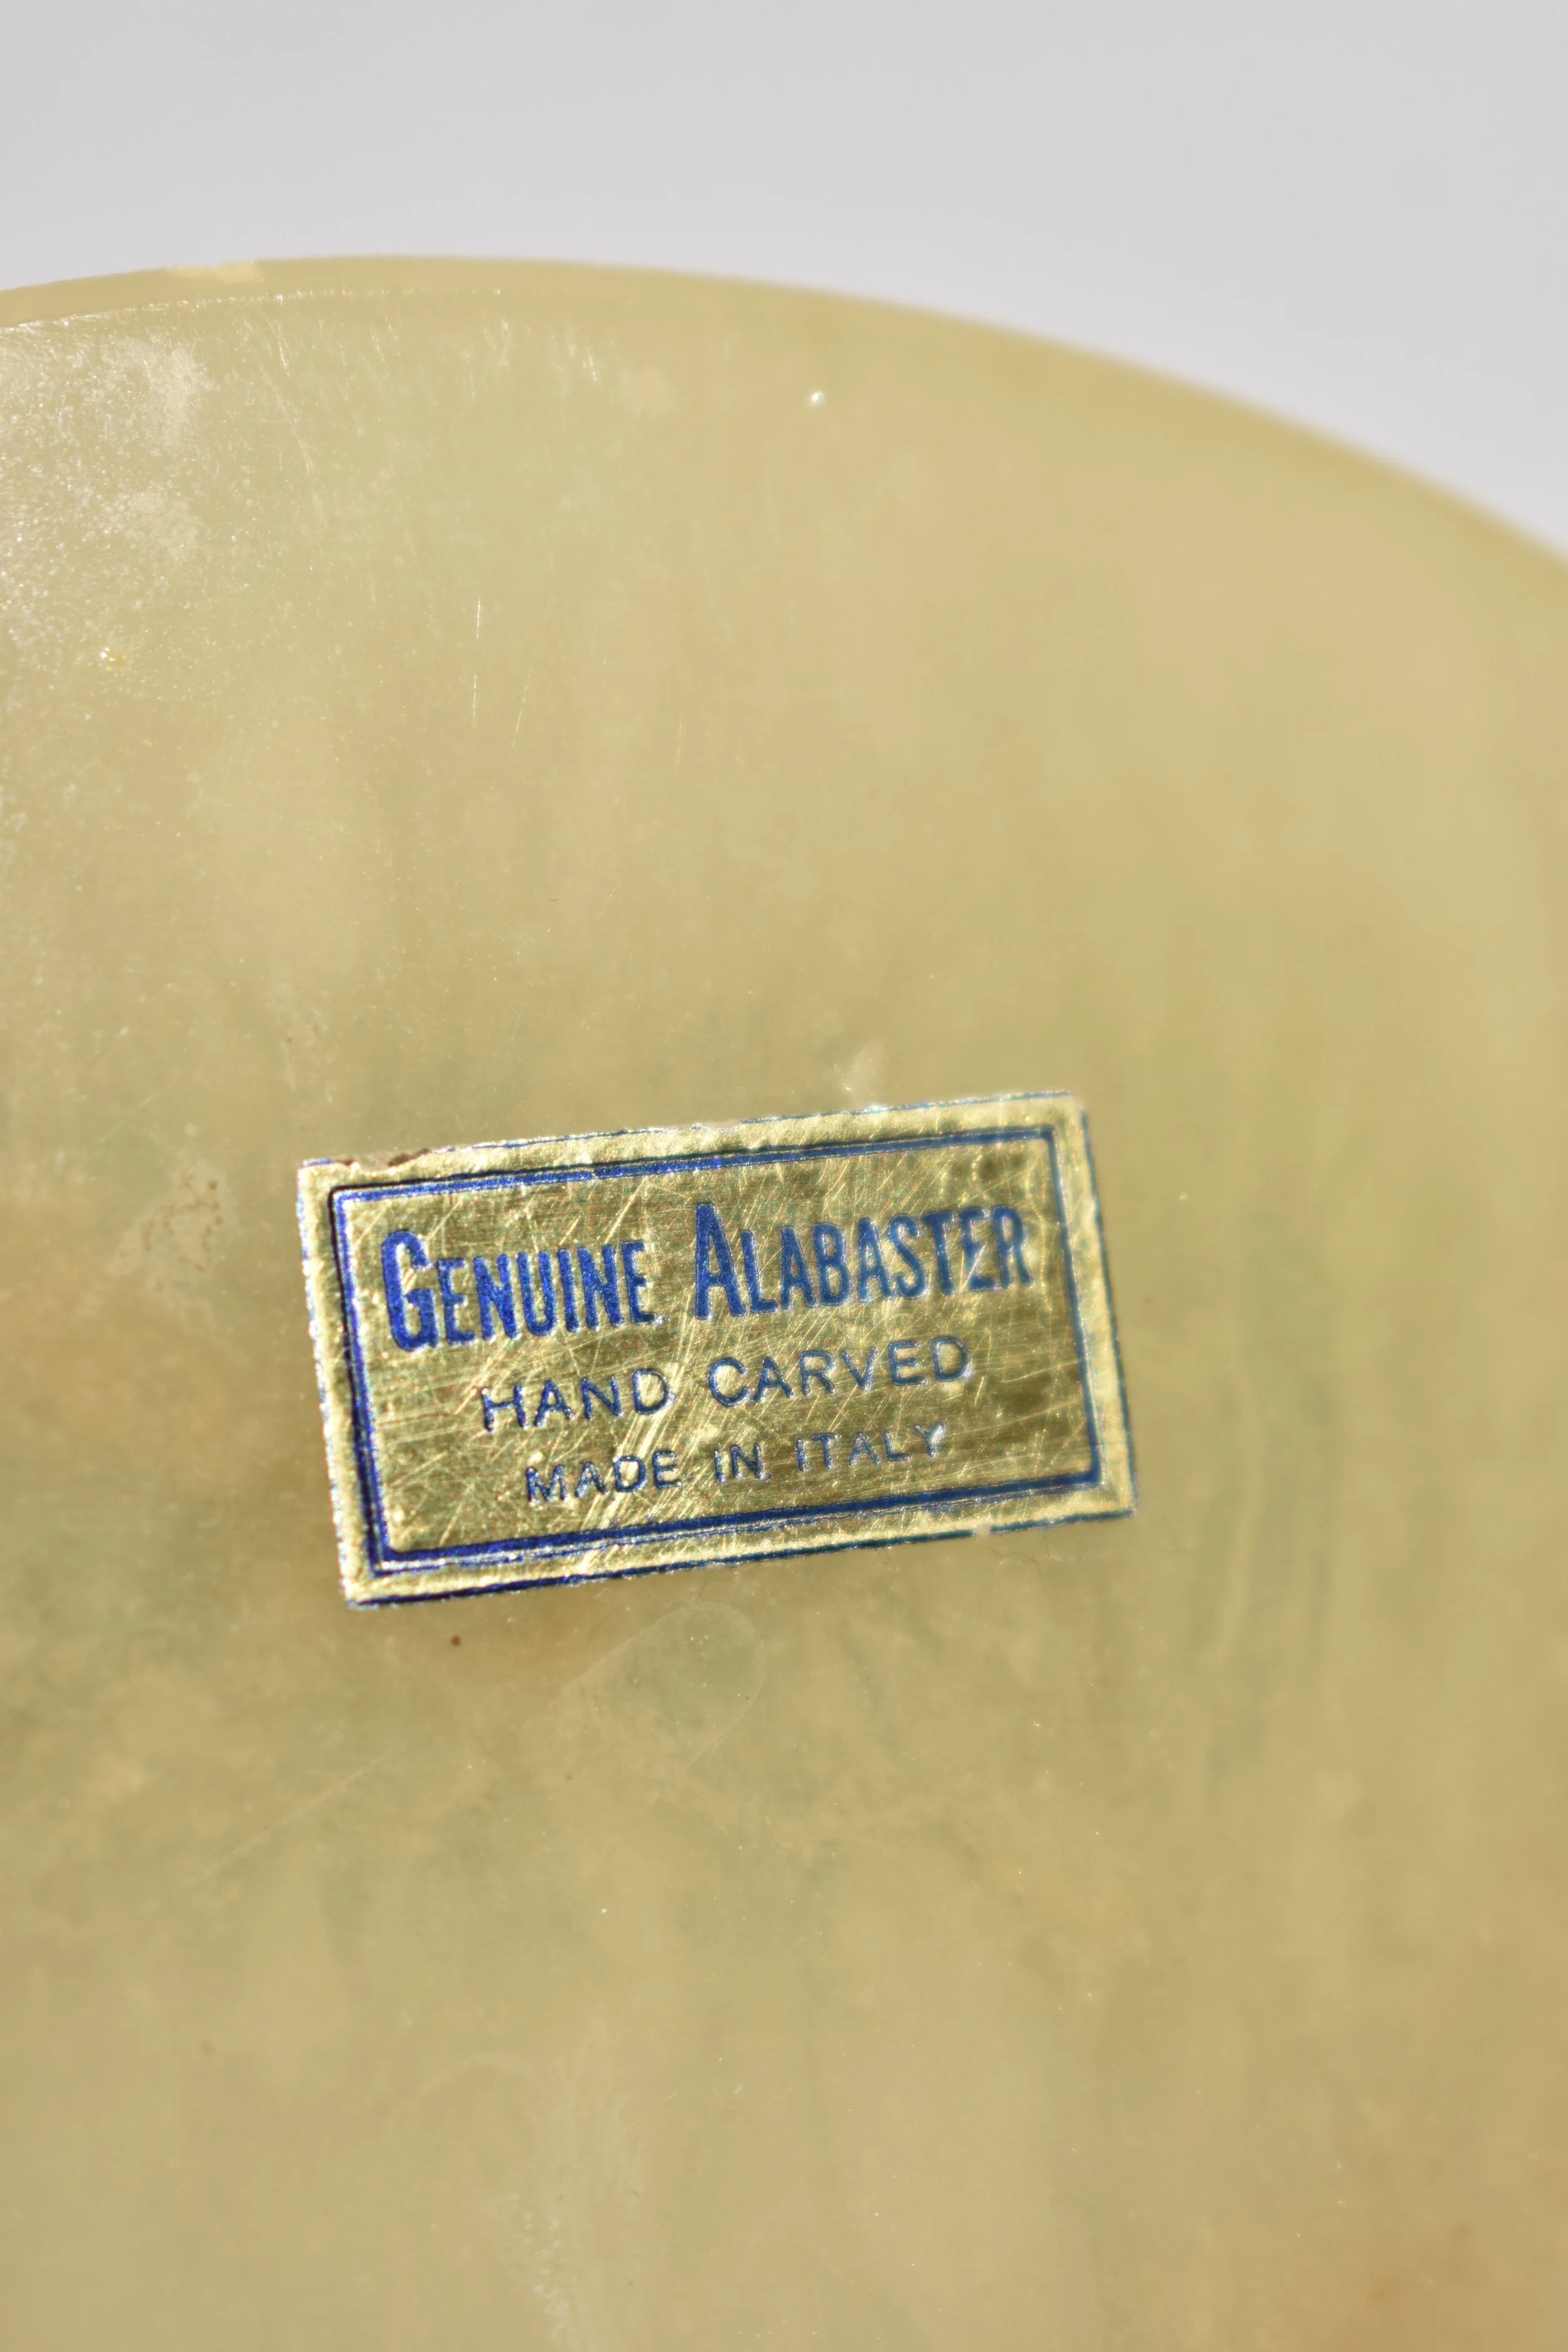 GENUINE ALABASTER
HAND CARVED
MADE IN ITALY